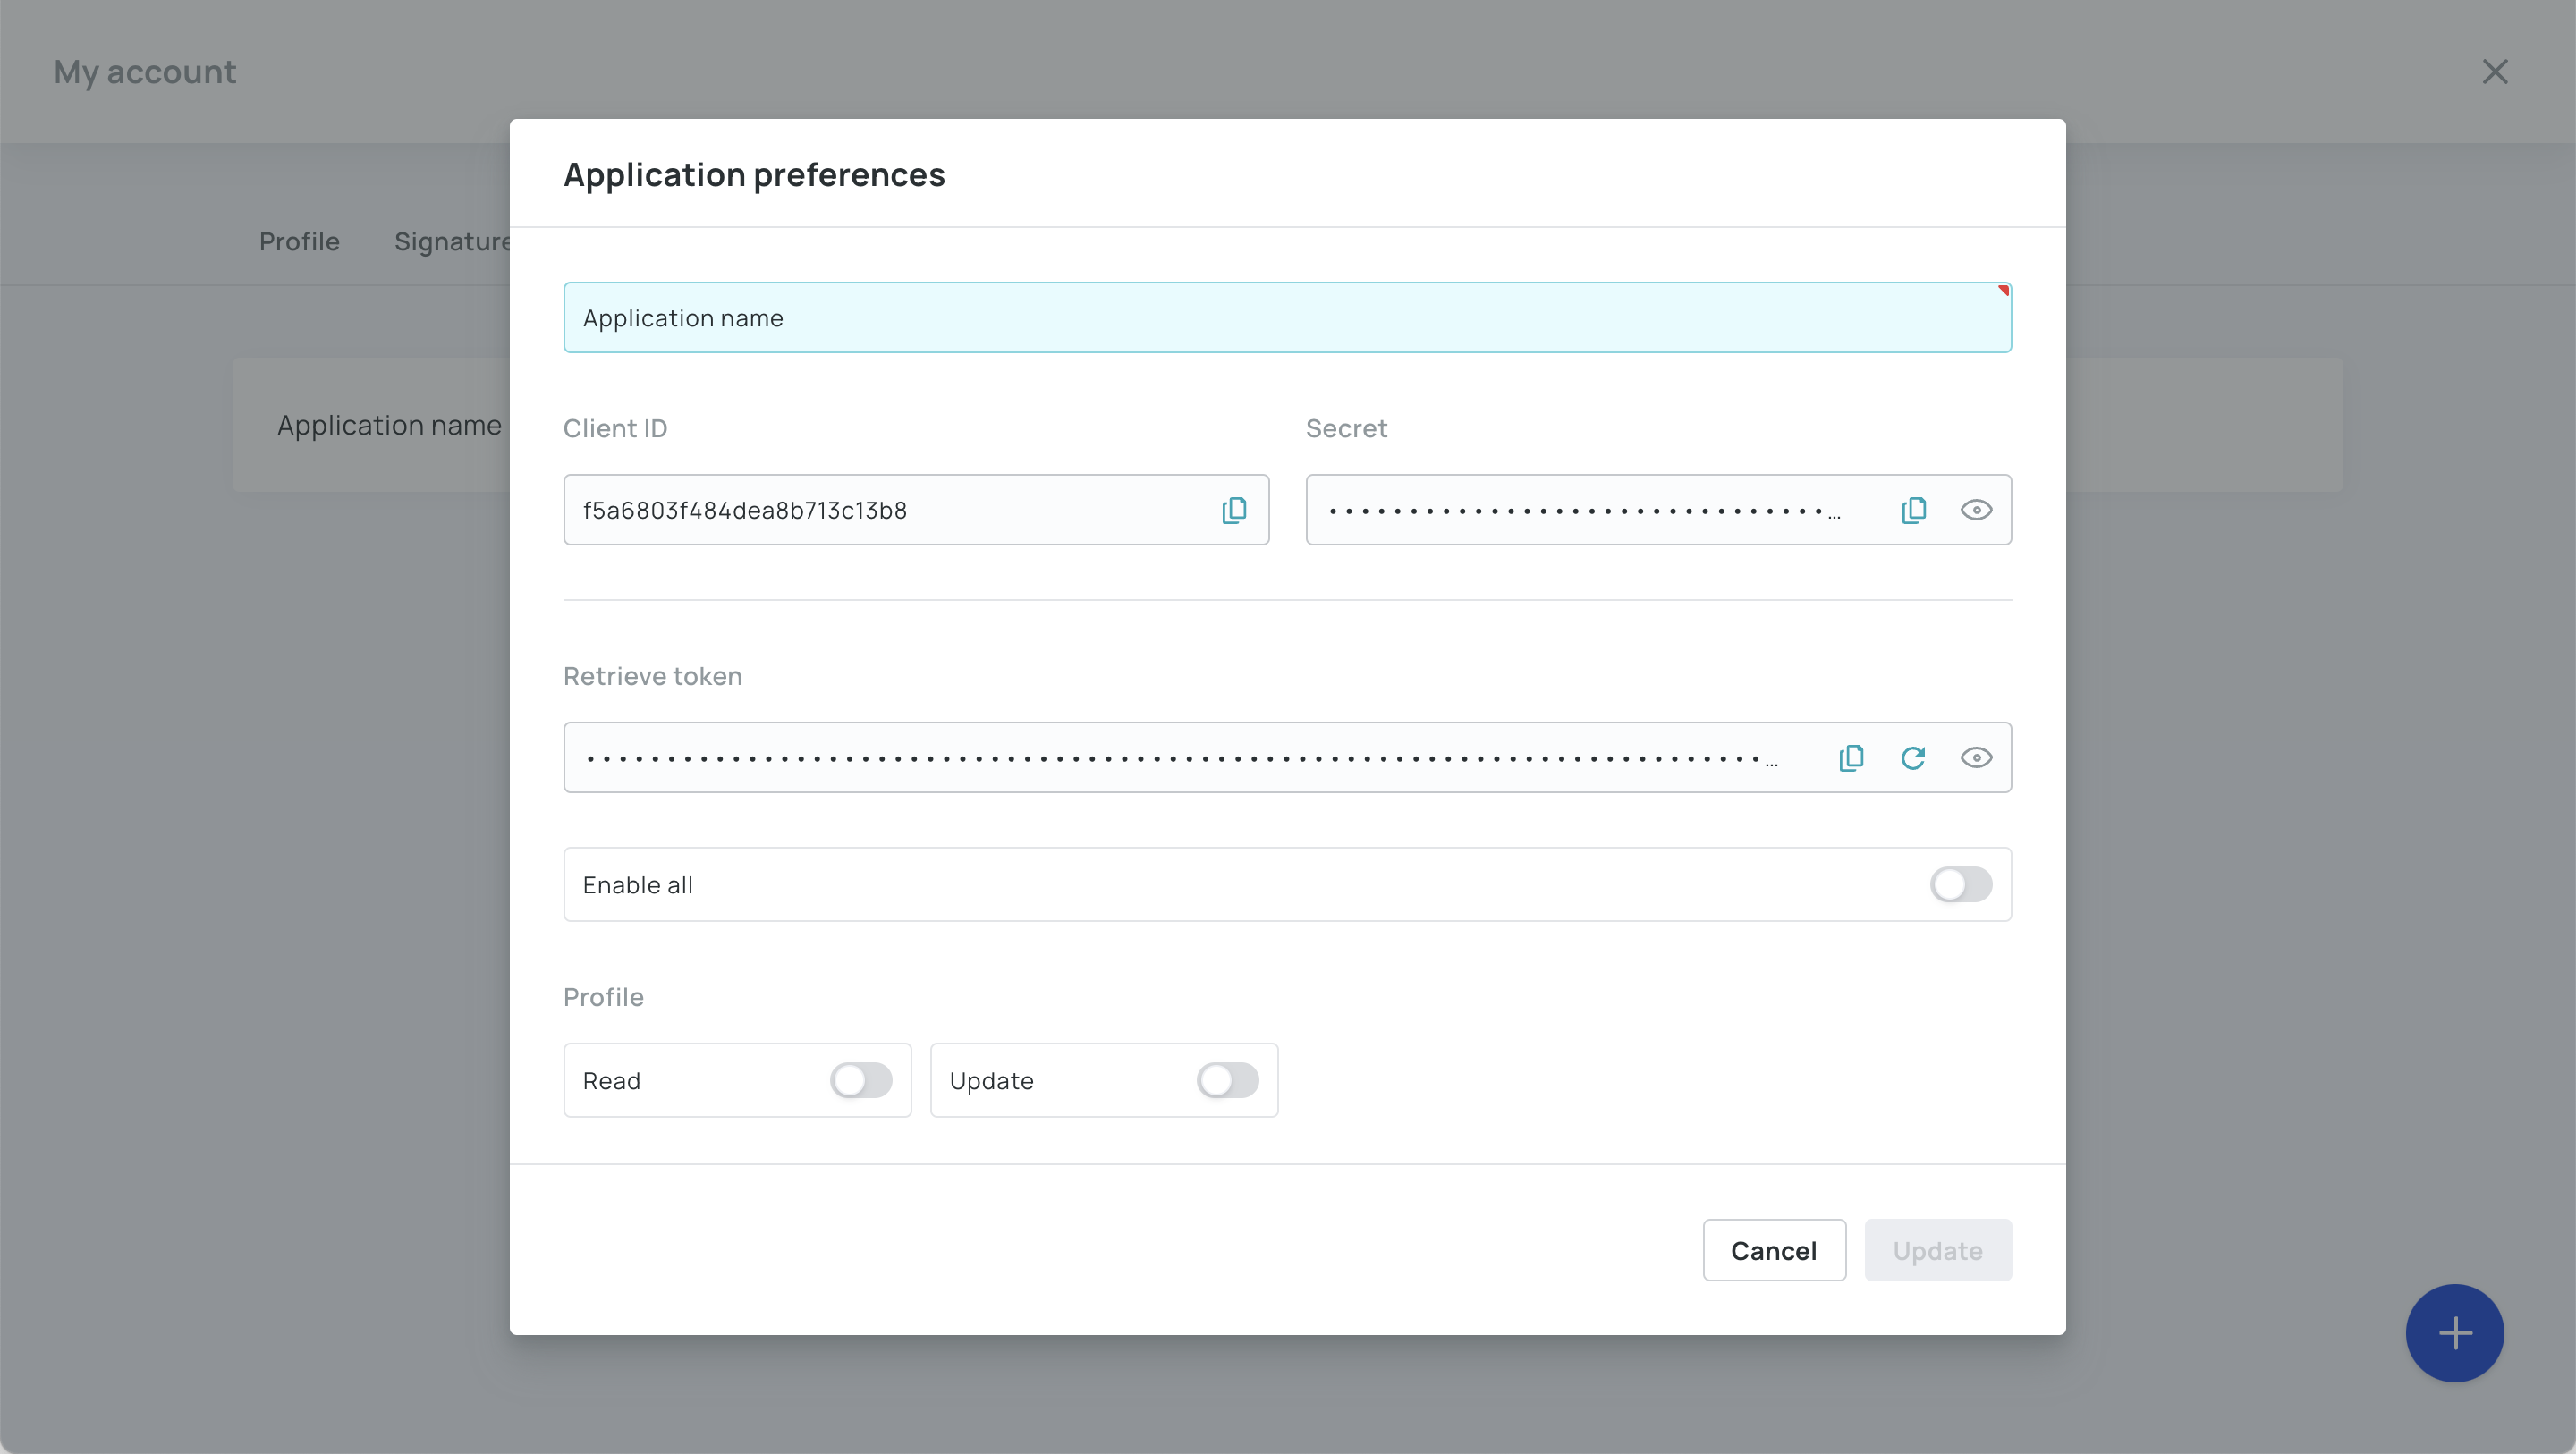 My account
Profile Signature
Application name
Application preferences
Application name
Client ID Secret
f5a6803f484dea8b713c13b8 ••••••••••••••••••••••••••••••• ...
Retrieve token
••••••••••••••••••••••••••••••••••••••••••••••••••••••••••••••••••••••••• ...
Enable all
Profile
Read Update
Cancel Update